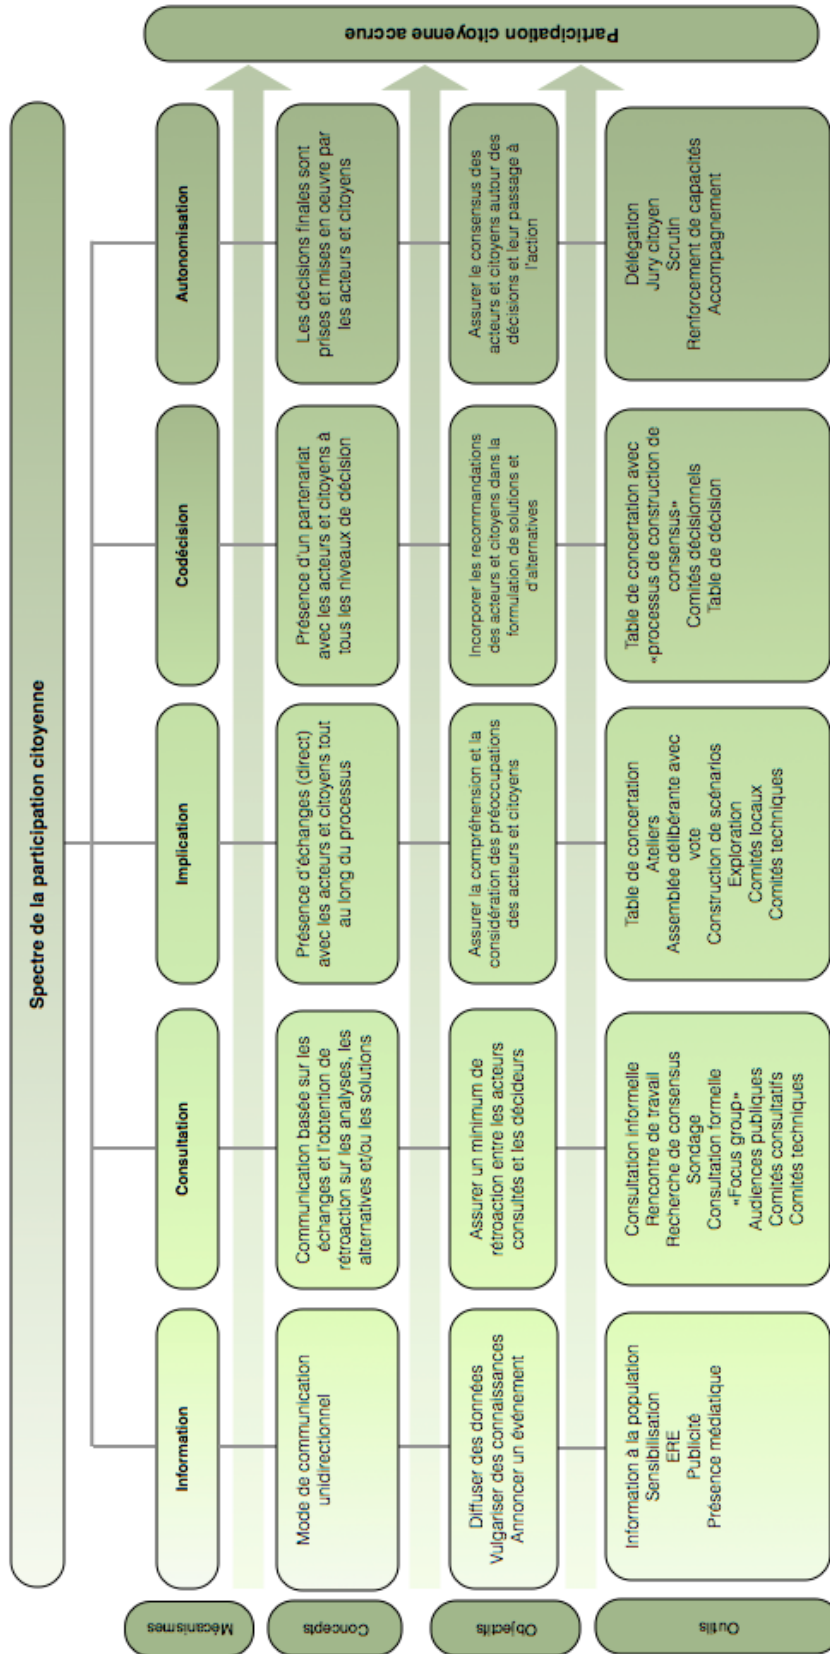 Spectre de la participation citoyenne
Mécanismes
Information
Consultation
Implication
Codécision
Autonomisation
Participation citoyenne accrue
Concepts
Mode de communication
unidirectionnel
Communication basée sur les
échanges et l'obtention de
rétroaction sur les analyses, les
alternatives et/ou les solutions
Présence d'échanges (direct)
avec les acteurs et citoyens tout
au long du processus
Présence d'un partenariat
avec les acteurs et citoyens à
tous les niveaux de décision
Les décisions finales sont
prises et mises en oeuvre par
les acteurs et citoyens
Objectifs
Diffuser des données
Vulgariser des connaissances
Annoncer un événement
Assurer un minimum de
rétroaction entre les acteurs
consultés et les décideurs
Assurer la compréhension et la
considération des préoccupations
des acteurs et citoyens
Incorporer les recommandations
des acteurs et citoyens dans la
formulation de solutions et
d'alternatives
Assurer le consensus des
acteurs et citoyens autour des
décisions et leur passage à
l'action
Outils
Information à la population
Sensibilisation
ERE
Publicité
Présence médiatique
Consultation informelle
Rencontre de travail
Recherche de consensus
Sondage
Consultation formelle
«Focus group»
Audiences publiques
Comités consultatifs
Comités techniques
Table de concertation
Ateliers
Assemblée délibérante avec
vote
Construction de scénarios
Exploration
Comités locaux
Comités techniques
Table de concertation avec
«processus de construction de
consensus»
Comités décisionnels
Table de décision
Délégation
Jury citoyen
Scrutin
Renforcement de capacités
Accompagnement